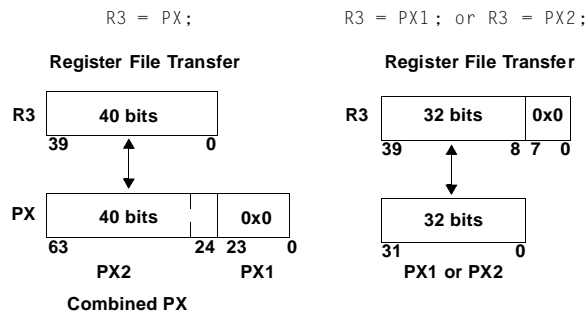 R3 = PX;
R3 = PX1; or R3 = PX2;
Register File Transfer
Register File Transfer
R3 40 bits
39 0
R3 32 bits 0x0
39 8 7 0
PX 40 bits 0x0
63 24 23 0
PX2 PX1
Combined PX
32 bits
31 0
PX1 or PX2